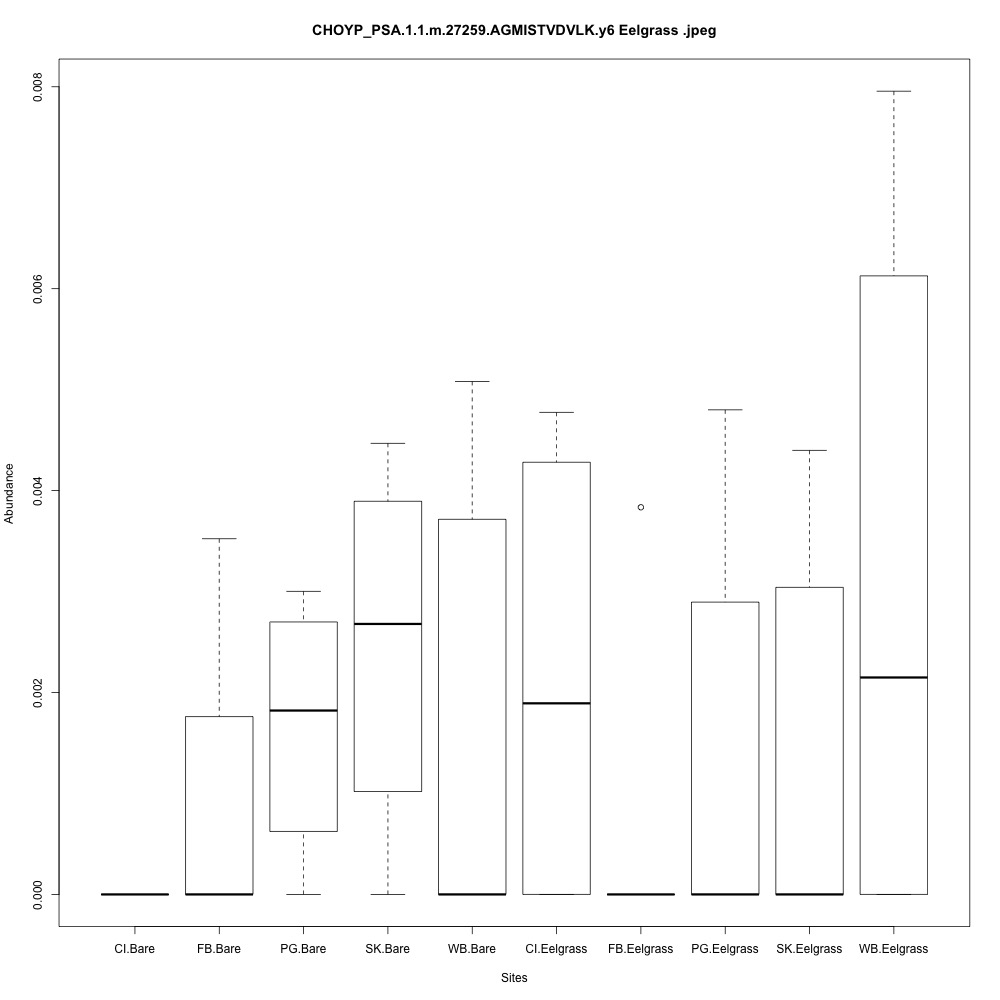 CHOYP_PSA.1.1.m.27259.AGMISTVDVLK.y6 Eelgrass .jpeg
0.008
0.006
0.004
0.002
0.000
Abundance
CI.Bare FB.Bare PG.Bare SK.Bare WB.Bare CI.Eelgrass FB.Eelgrass PG.Eelgrass SK.Eelgrass WB.Eelgrass
Sites